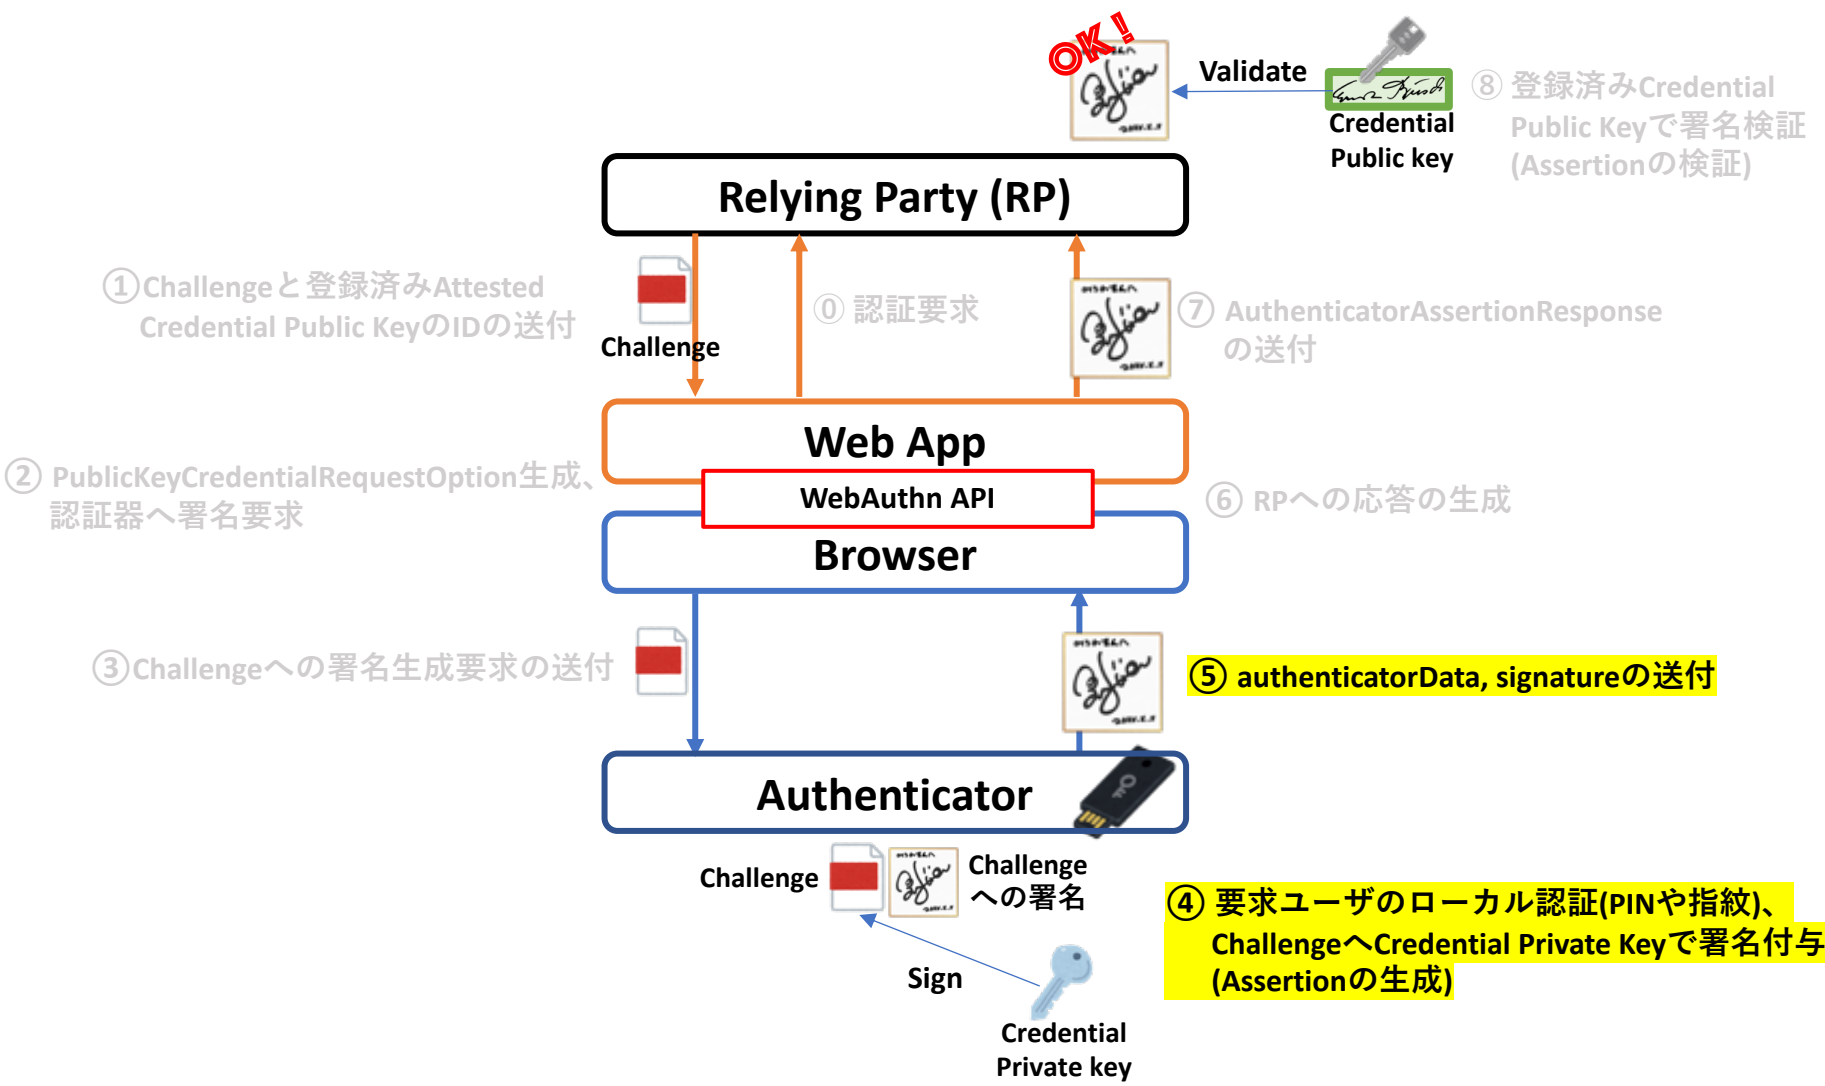 OK!
Validate
Credential
Public key
⑧ 登録済みCredential
Public Keyで署名検証
(Assertionの検証)
Relying Party (RP)
①Challengeと登録済みAttested
Credential Public KeyのIDの送付
Challenge
⓪ 認証要求
⑦ AuthenticatorAssertionResponse
の送付
Web App
WebAuthn API
Browser
② PublicKeyCredentialRequestOption生成、
認証器へ署名要求
⑥ RPへの応答の生成
③Challengeへの署名生成要求の送付
⑤ authenticatorData, signatureの送付
Authenticator
Challenge
Challenge
への署名
④ 要求ユーザのローカル認証(PINや指紋)、
ChallengeへCredential Private Keyで署名付与
(Assertionの生成)
Sign
Credential
Private key